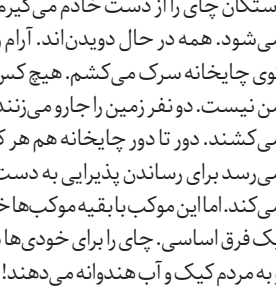 ستکان چای را از دست خادم می‌گیرم
می‌شود. همه در حال دویدن‌اند. آرام
توی چایخانه سرک می‌کشم. هیچ کس
من نیست. دو نفر زمین را جارو می‌زنند
می‌کشند. دور تا دور چایخانه هم هر
می‌رسد برای رساندن پذیرایی به دست
می‌کند. اما این موکب با بقیه موکب‌ها
یک فرق اساسی. چای را برای خودی‌ها
و به مردم کیک و آب هندوانه می‌دهند!